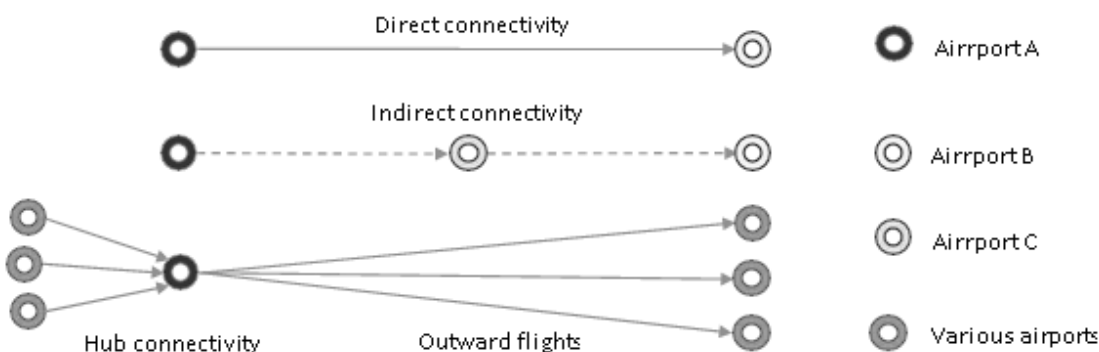 Direct connectivity
Airrport A
Indirect connectivity
Airrport B
Airrport C
Hub connectivity
Outward flights
Various airports